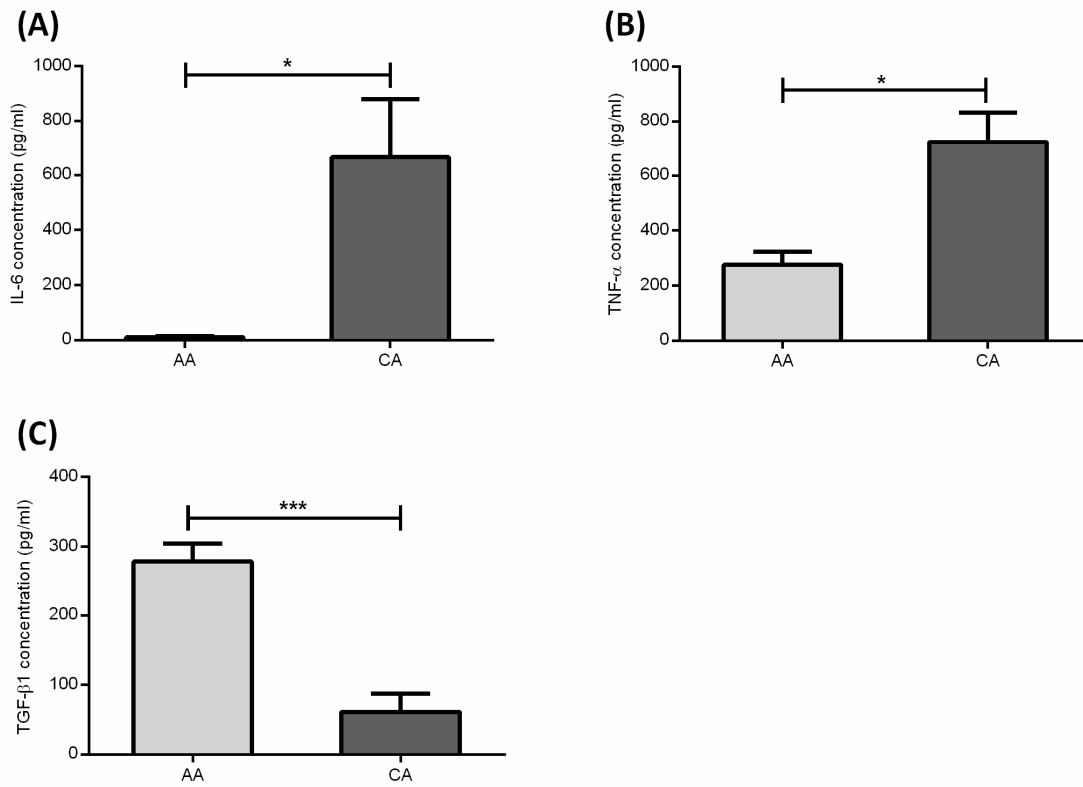 (A)
IL-6 concentration (pg/ml)
1000
800
600
400
200
0
*
AA
CA
(B)
TNF-α concentration (pg/ml)
1000
800
600
400
200
0
*
AA
CA
(C)
TGF-β1 concentration (pg/ml)
400
300
200
100
0
***
AA
CA